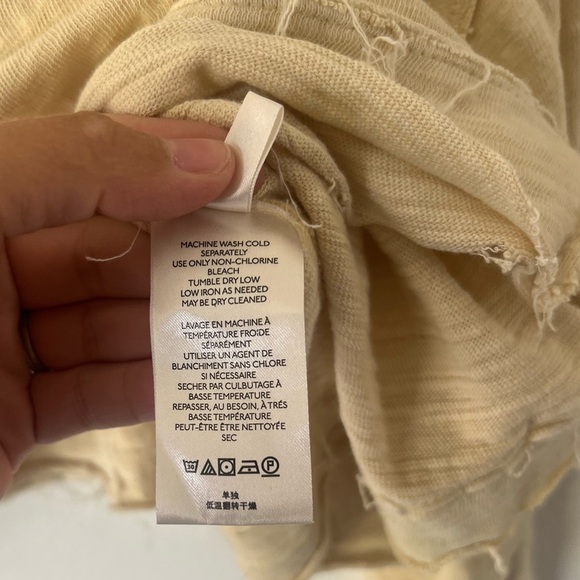 MACHINE WASH COLD
SEPARATELY
USE ONLY NON-CHLORINE
BLEACH
TUMBLE DRY LOW
LOW IRON AS NEEDED
MAY BE DRY CLEANED
LAVAGE EN MACHINE À
TEMPÉRATURE FROIDE
SÉPARÉMENT
UTILISER UN AGENT DE
BLANCHIMENT SANS CHLORE
SI NÉCESSAIRE
SECHER PAR CULBUTAGE À
BASSE TEMPERATURE
REPASSER, AU BESOIN, À TRÉS
BASSE TEMPERATURE
PEUT-ÊTRE ÊTRE NETTOYÉE
SEC
30 P
单独
低温翻转干燥